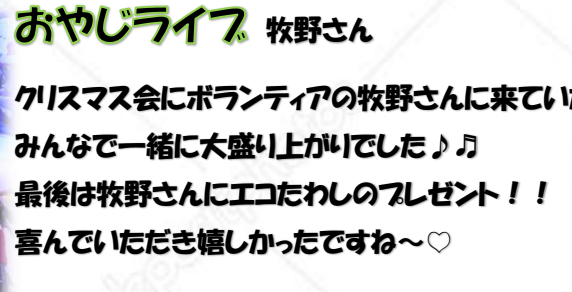 おやじライブ 牧野さん
クリスマス会にボランティアの牧野さんに来てい
みんなで一緒に大盛り上がりでした♪♫
最後は牧野さんにエコたわしのプレゼント！！
喜んでいただき嬉しかったですね～♡